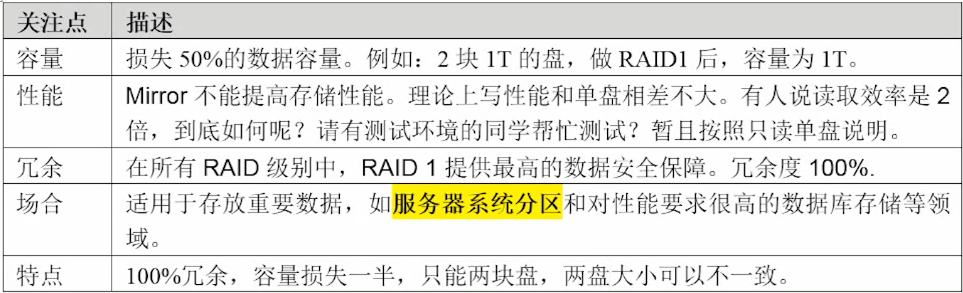 关注点 描述
容量 损失 50%的数据容量。例如：2 块 1T 的盘，做 RAID1 后，容量为 1T。
性能 Mirror 不能提高存储性能。理论上写性能和单盘相差不大。有人说读取效率是 2
倍，到底如何呢？请有测试环境的同学帮忙测试？暂且按照只读单盘说明。
冗余 在所有 RAID 级别中，RAID 1 提供最高的数据安全保障。冗余度 100%.
场合 适用于存放重要数据，如服务器系统分区和对性能要求很高的数据库存储等领
域。
特点 100%冗余，容量损失一半，只能两块盘，两盘大小可以不一致。